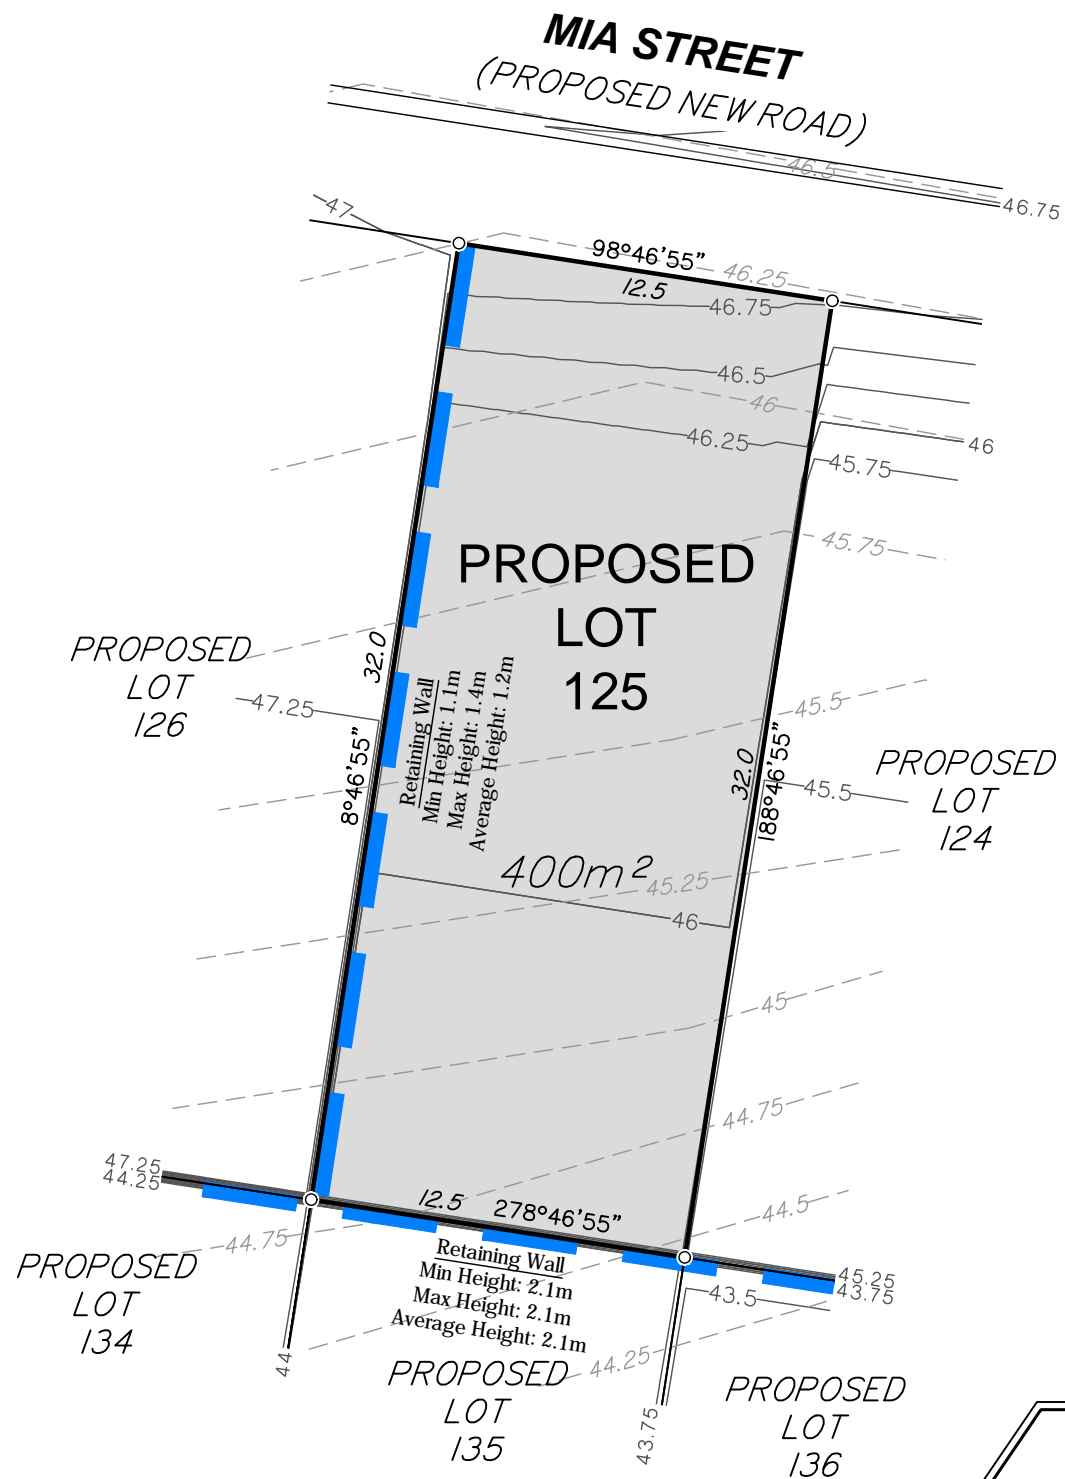 MIA STREET
(PROPOSED NEW ROAD)
46.5
46.75
47
98°46'55"
46.25
12.5
46.75
46.5
46
46.25
46
45.75
45.75
PROPOSED
LOT
125
PROPOSED
LOT
126
32.0
8°46'55"
47.25
Retaining Wall
Min Height: 1.1m
Max Height: 1.4m
Average Height: 1.2m
45.5
32.0
188°46'55"
45.5
PROPOSED
LOT
124
400m²
45.25
46
45
44.75
47.25
44.25
12.5
278°46'55"
44.5
44.75
Retaining Wall
Min Height: 2.1m
Max Height: 2.1m
Average Height: 2.1m
45.25
43.75
43.5
PROPOSED
LOT
134
44
44.25
PROPOSED
LOT
135
43.75
PROPOSED
LOT
136